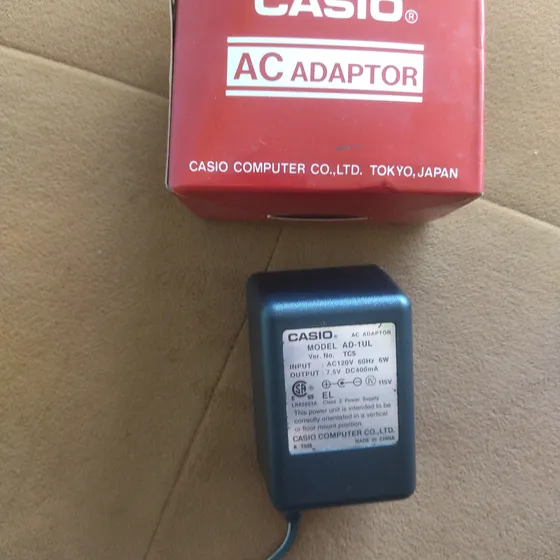 CASIO®
AC ADAPTOR
CASIO COMPUTER CO.,LTD. TOKYO,JAPAN
CASIO® AC ADAPTOR
MODEL AD-1UL
Ver. No. TC5
INPUT : AC120V 60Hz 6W
OUTPUT : 7.5V DC400mA
115V
EL
Class 2 Power Supply
This power unit is intended to be
correctly orientated in a vertical
or floor mount position.
CASIO COMPUTER CO.,LTD.
MADE IN CHINA